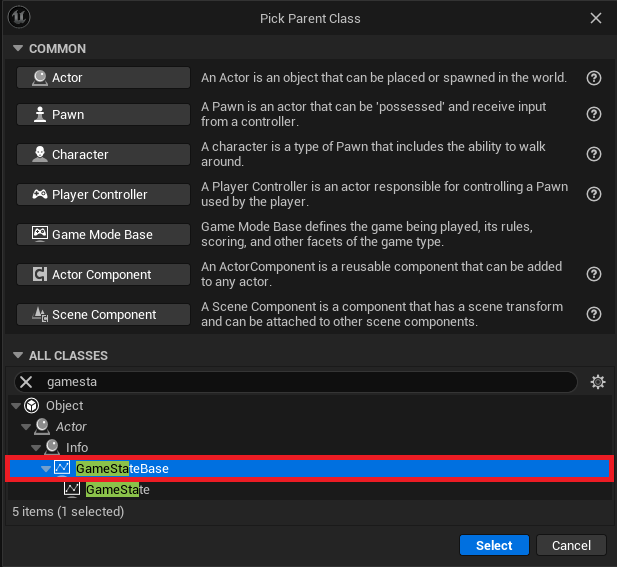 Pick Parent Class
COMMON
Actor
An Actor is an object that can be placed or spawned in the world.
Pawn
A Pawn is an actor that can be 'possessed' and receive input
from a controller.
Character
A character is a type of Pawn that includes the ability to walk
around.
Player Controller
A Player Controller is an actor responsible for controlling a Pawn
used by the player.
Game Mode Base
Game Mode Base defines the game being played, its rules,
scoring, and other facets of the game type.
Actor Component
An ActorComponent is a reusable component that can be added
to any actor.
Scene Component
A Scene Component is a component that has a scene transform
and can be attached to other scene components.
ALL CLASSES
gamesta
Object
Actor
Info
GameStateBase
GameState
5 items (1 selected)
Select
Cancel